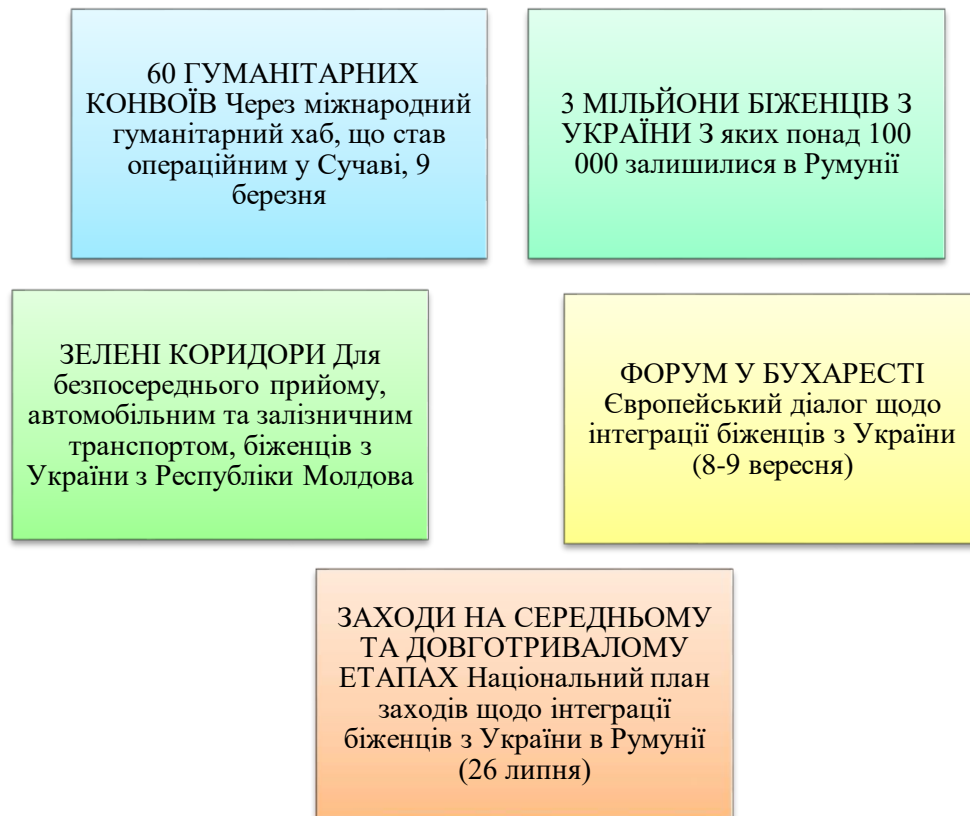 60 ГУМАНІТАРНИХ
КОНВОЇВ Через міжнародний
гуманітарний хаб, що став
операційним у Сучаві, 9
березня
3 МІЛЬЙОНИ БІЖЕНЦІВ З
УКРАЇНИ З яких понад 100
000 залишилися в Румунії
ЗЕЛЕНІ КОРИДОРИ Для
безпосереднього прийому,
автомобільним та залізничним
транспортом, біженців з
України з Республіки Молдова
ФОРУМ У БУХАРЕСТІ
Європейський діалог щодо
інтеграції біженців з України
(8-9 вересня)
ЗАХОДИ НА СЕРЕДНЬОМУ
ТА ДОВГОТРИВАЛОМУ
ЕТАПАХ Національний план
заходів щодо інтеграції
біженців з України в Румунії
(26 липня)